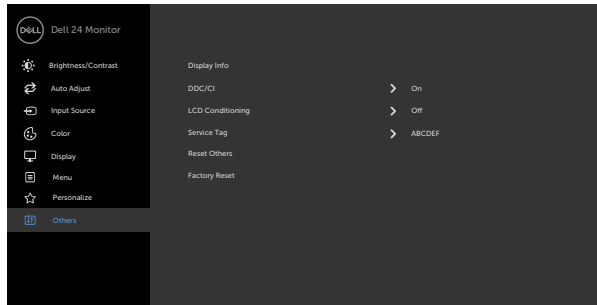 DELL Dell 24 Monitor
Brightness/Contrast Display Info
Auto Adjust DDC/CI On
Input Source LCD Conditioning Off
Color Service Tag ABCDEF
Display Reset Others
Menu Factory Reset
Personalize
Others